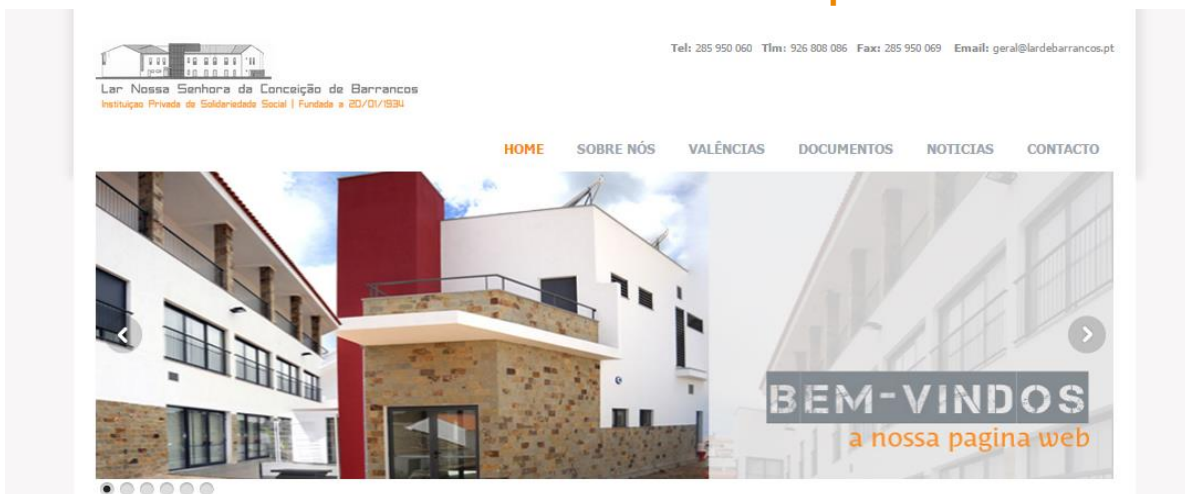 Tel: 285 950 060 Tlm: 926 808 086 Fax: 285 950 069 Email: geral@lardebarrancos.pt
Lar Nossa Senhora da Conceição de Barrancos
Instituiçao Privada de Solidariedade Social | Fundada a 20/01/1934
HOME SOBRE NÓS VALÊNCIAS DOCUMENTOS NOTICIAS CONTACTO
BEM-VINDOS
a nossa pagina web